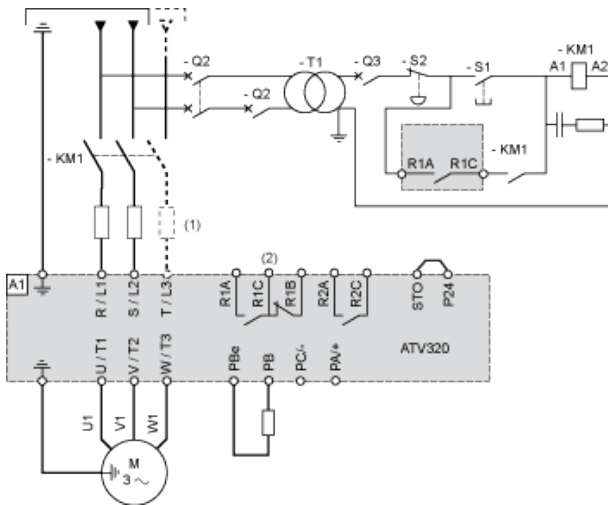 - Q2
- T1
- Q3
- S2
- S1
- KM1
A1
A2
- Q2
- KM1
R1A
R1C
- KM1
(1)
(2)
A1
R / L1
S / L2
T / L3
R1A
R1C
R1B
R2A
R2C
STO
P24
ATV320
U / T1
V / T2
W / T3
PBe
PB
PC/-
PA/+
U1
V1
W1
M
3 ~